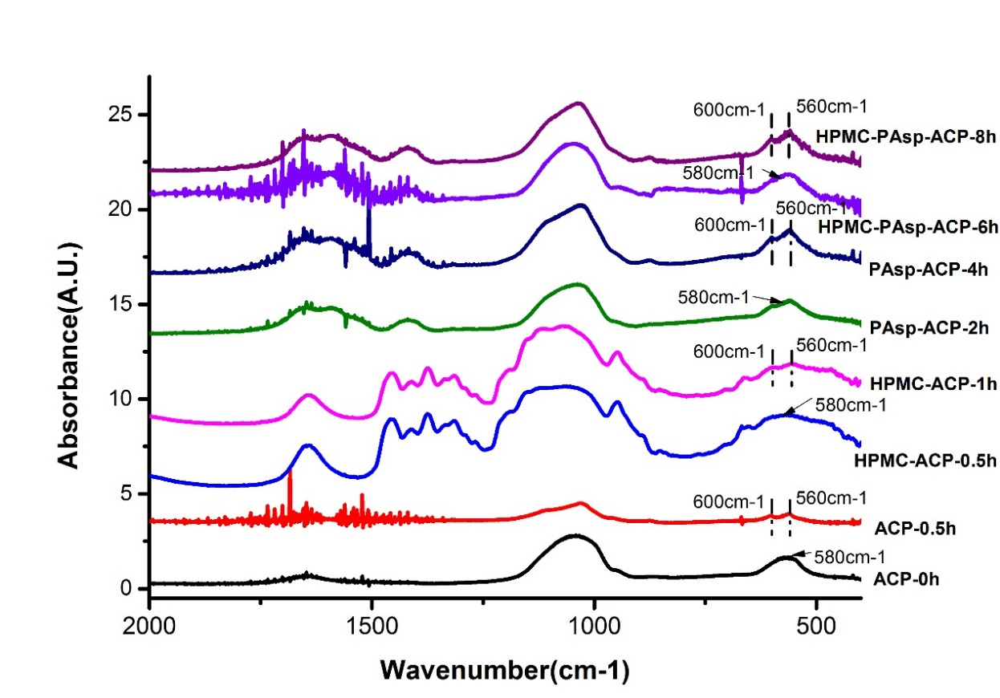 25
20
15
10
5
0
Absorbance(A.U.)
2000
1500
1000
500
Wavenumber(cm-1)
600cm-1
560cm-1
HPMC-PAsp-ACP-8h
580cm-1
HPMC-PAsp-ACP-6h
600cm-1
560cm-1
PAsp-ACP-4h
580cm-1
PAsp-ACP-2h
600cm-1
560cm-1
HPMC-ACP-1h
580cm-1
HPMC-ACP-0.5h
600cm-1
560cm-1
ACP-0.5h
580cm-1
ACP-0h